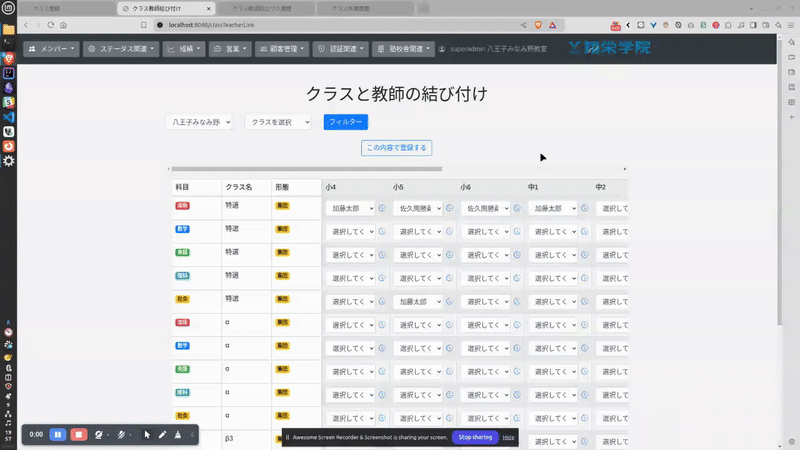 クラス登録
クラス教師結び付け
localhost:8080/classTeacherLink
メンバー
ステータス関連
成績
営業
顧客管理
認証関連
塾校舎関連
superadmin: 八王子みなみ野教室
翔栄学院
クラスと教師の結び付け
八王子みなみ野
クラスを選択
フィルター
この内容で登録する
科目 クラス名 形態 小4 小5 小6 中1 中2
国語 特選 集団 加藤太郎 佐久間勝 佐久間勝 加藤太郎 選択して
数学 特選 集団 選択してく 選択してく 選択してく 選択してく 選択して
英語 特選 集団 選択してく 選択してく 選択してく 選択してく 選択して
理科 特選 集団 選択してく 選択してく 選択してく 選択してく 選択して
社会 特選 集団 選択してく 加藤太郎 選択してく 選択してく 選択して
国語 α 集団 選択してく 選択してく 選択してく 選択してく 選択して
数学 α 集団 選択してく 選択してく 選択してく 選択してく 選択して
英語 α 集団 選択してく 選択してく 選択してく 選択してく 選択して
理科 α 集団 選択してく 選択してく 選択してく 選択してく 選択して
社会 α 集団 選択してく 選択してく 選択してく 選択してく 選択して
β3
0:00
Awesome Screen Recorder & Screenshot is sharing your screen.
Stop sharing
Hide
19
57